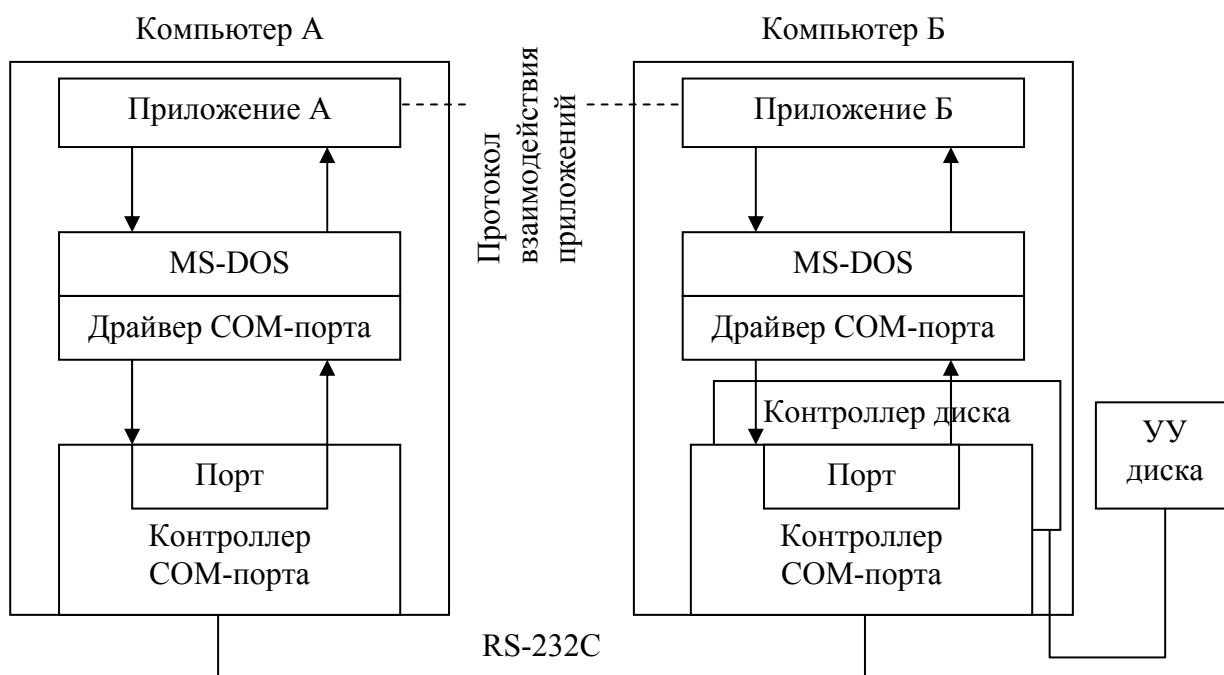 Компьютер А
Компьютер Б
Приложение А
Протокол
взаимодействия
приложений
Приложение Б
MS-DOS
Драйвер COM-порта
MS-DOS
Драйвер COM-порта
Контроллер диска
УУ
диска
Порт
Контроллер
COM-порта
Порт
Контроллер
COM-порта
RS-232C